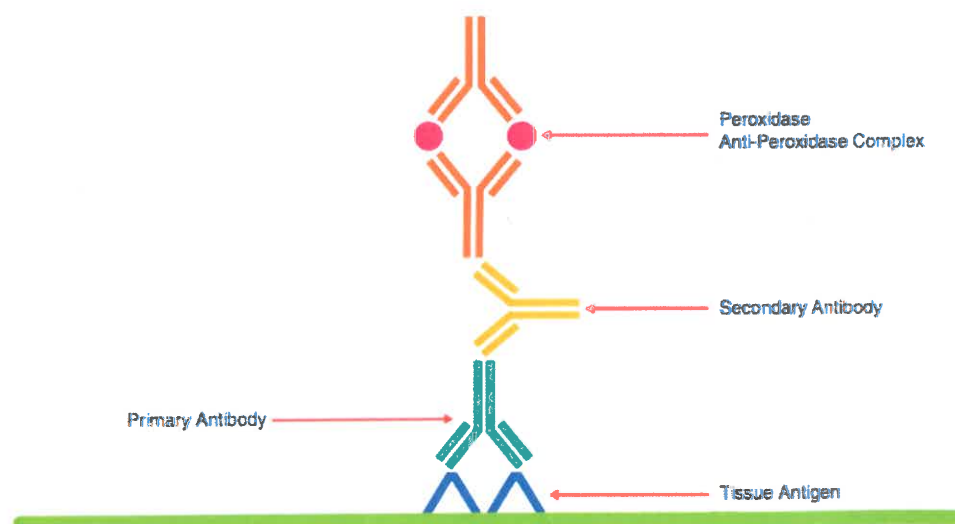 Peroxidase
Anti-Peroxidase Complex
Secondary Antibody
Primary Antibody
Tissue Antigen